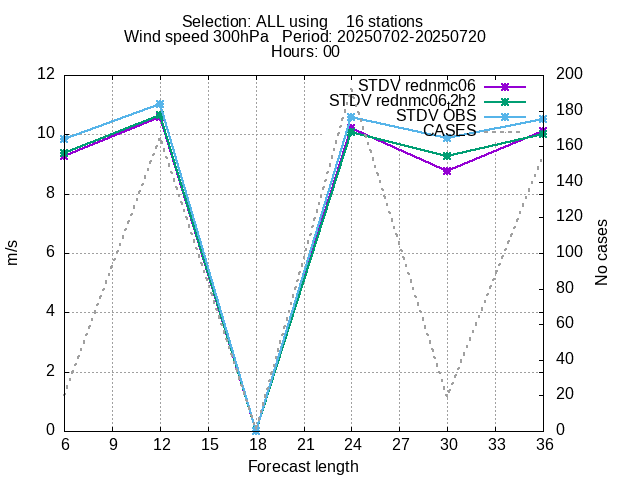 Selection: ALL using    16 stations
Wind speed 300hPa   Period: 20250702-20250720
Hours: 00
STDV rednmc06
STDV rednmc06_2h2
STDV OBS
CASES
m/s
No cases
12
10
8
6
4
2
0
200
180
160
140
120
100
80
60
40
20
0
6 9 12 15 18 21 24 27 30 33 36
Forecast length